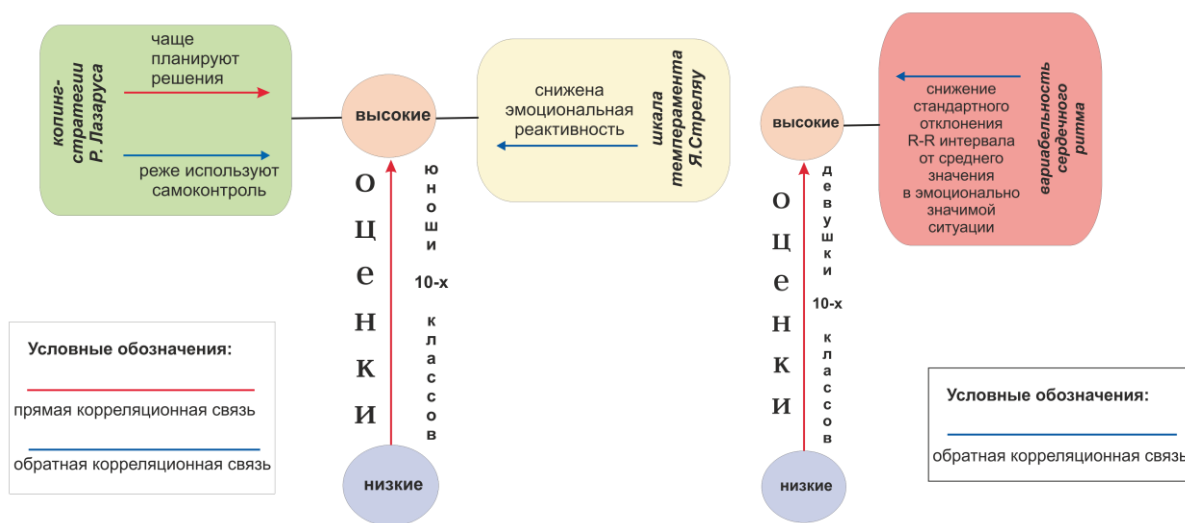 копинг-
стратегии
Р. Лазаруса
чаще
планируют
решения
реже используют
самоконтроль
высокие
оценки
юноши 10-х классов
низкие
снижена
эмоциональная
реактивность
шкала
темперамента
Я.Стреляу
высокие
оценки
девушки 10-х классов
низкие
снижение
стандартного
отклонения
R-R интервала
от среднего
значения
в эмоционально
значимой
ситуации
вариабельность
сердечного
ритма
Условные обозначения:
прямая корреляционная связь
обратная корреляционная связь
Условные обозначения:
обратная корреляционная связь